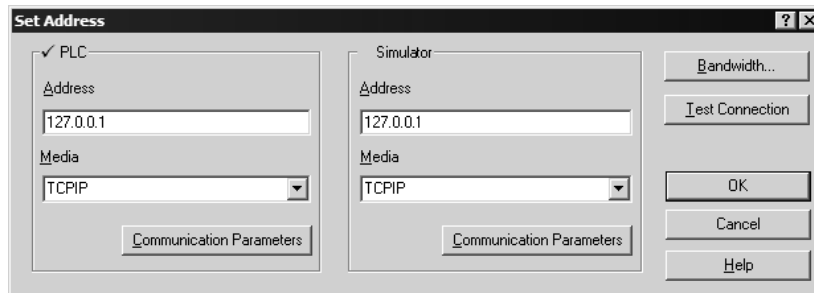 Set Address
✓ PLC
Address
127.0.0.1
Media
TCPIP
Communication Parameters
Simulator
Address
127.0.0.1
Media
TCPIP
Communication Parameters
Bandwidth...
Test Connection
OK
Cancel
Help